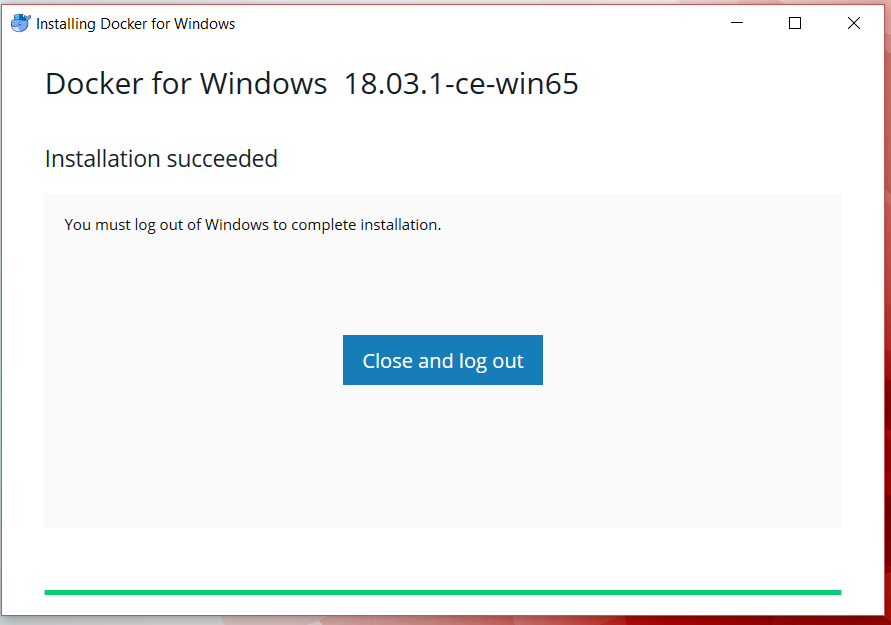 Installing Docker for Windows
Docker for Windows 18.03.1-ce-win65
Installation succeeded
You must log out of Windows to complete installation.
Close and log out